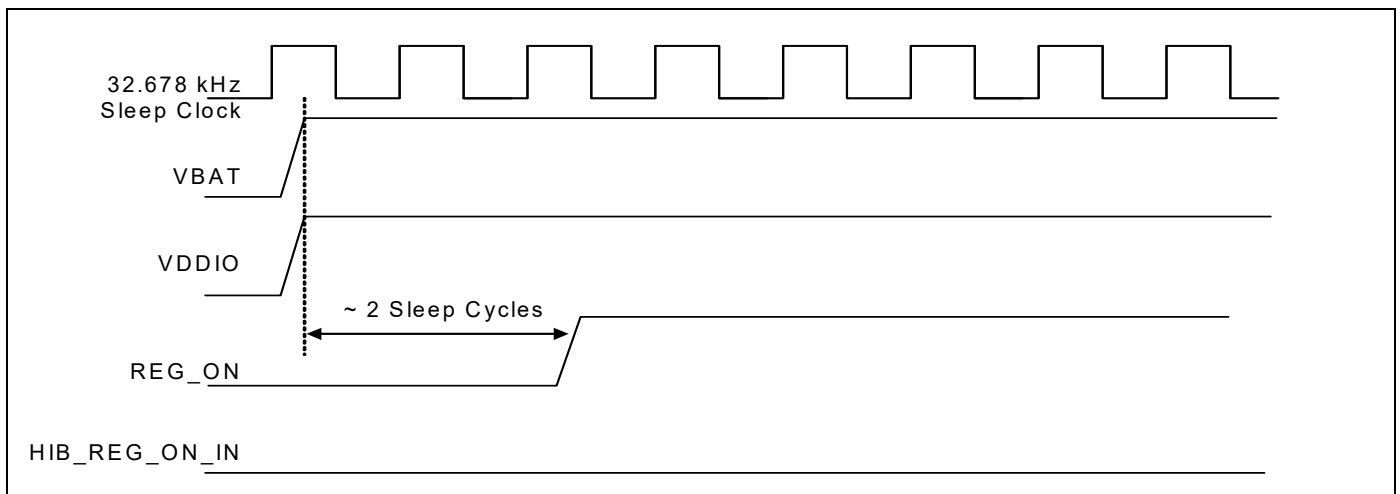 32.678 kHz
Sleep Clock
VBAT
VDDIO
~ 2 Sleep Cycles
REG_ON
HIB_REG_ON_IN